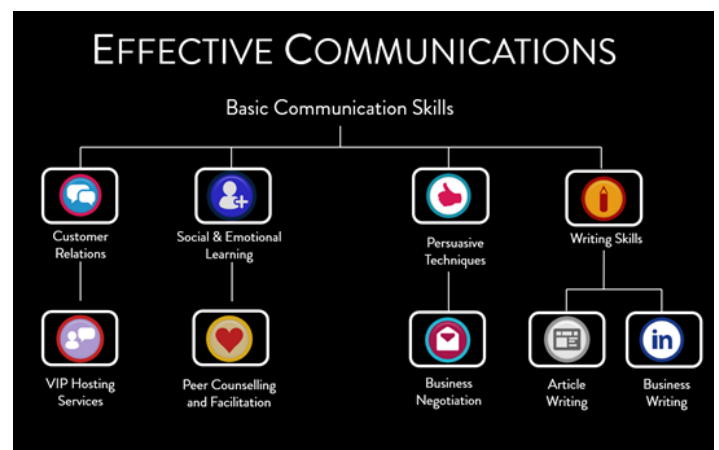 EFFECTIVE COMMUNICATIONS
Basic Communication Skills
Customer
Relations
Social & Emotional
Learning
Persuasive
Techniques
Writing Skills
VIP Hosting
Services
Peer Counselling
and Facilitation
Business
Negotiation
Article
Writing
in
Business
Writing